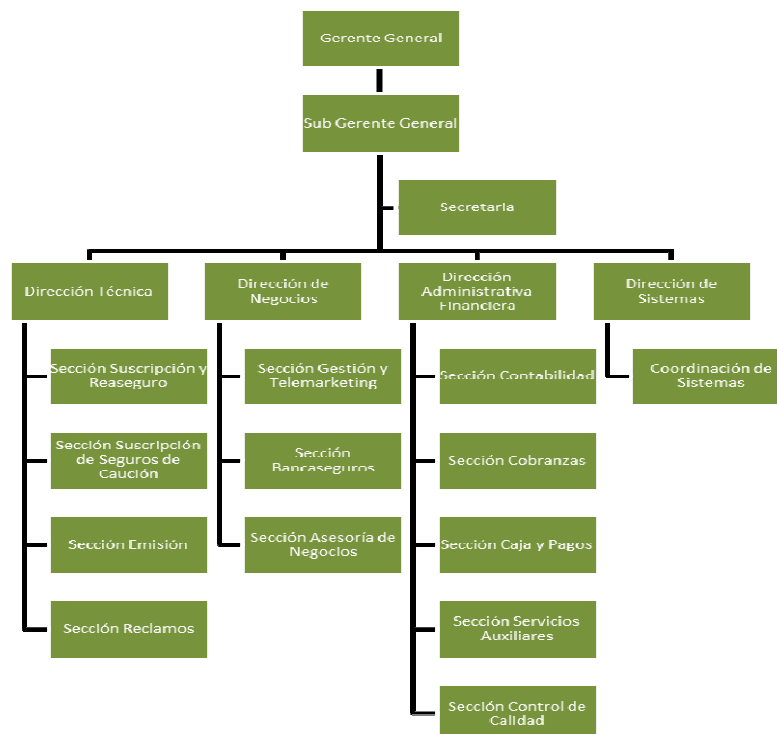 Gerente General
Sub Gerente General
Secretaria
Dirección Técnica
Dirección de
Negocios
Dirección
Administrativa
Financiera
Dirección de
Sistemas
Sección Suscripción y
Reaseguro
Sección Suscripción
de Seguros de
Caución
Sección Emisión
Sección Reclamos
Sección Gestión y
Telemarketing
Sección
Bancaseguros
Sección Asesoría de
Negocios
Sección Contabilidad
Sección Cobranzas
Sección Caja y Pagos
Sección Servicios
Auxiliares
Sección Control de
Calidad
Coordinación de
Sistemas